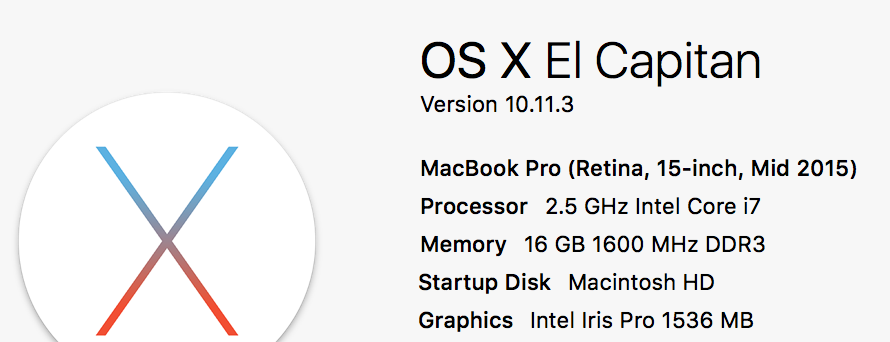 OS X El Capitan
Version 10.11.3
MacBook Pro (Retina, 15-inch, Mid 2015)
Processor 2.5 GHz Intel Core i7
Memory 16 GB 1600 MHz DDR3
Startup Disk Macintosh HD
Graphics Intel Iris Pro 1536 MB